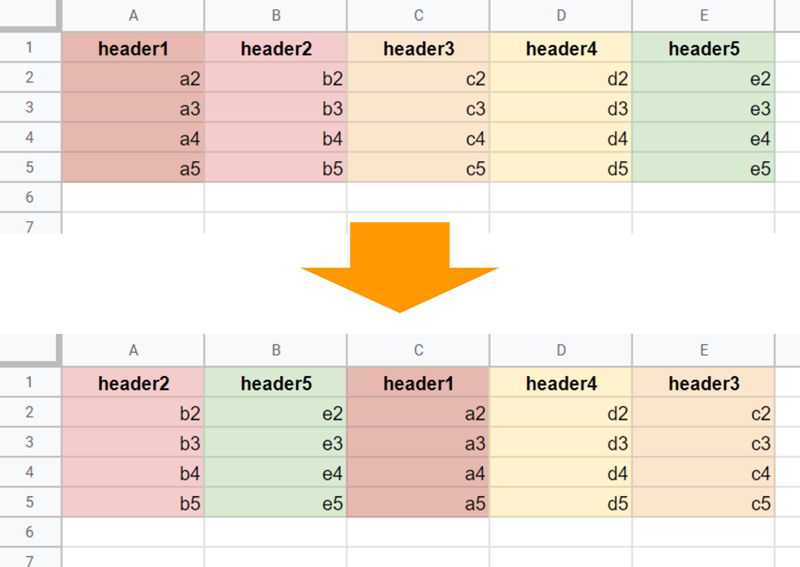 A B C D E
1 header1 header2 header3 header4 header5
2 a2 b2 c2 d2 e2
3 a3 b3 c3 d3 e3
4 a4 b4 c4 d4 e4
5 a5 b5 c5 d5 e5
6
7
A B C D E
1 header2 header5 header1 header4 header3
2 b2 e2 a2 d2 c2
3 b3 e3 a3 d3 c3
4 b4 e4 a4 d4 c4
5 b5 e5 a5 d5 c5
6
7